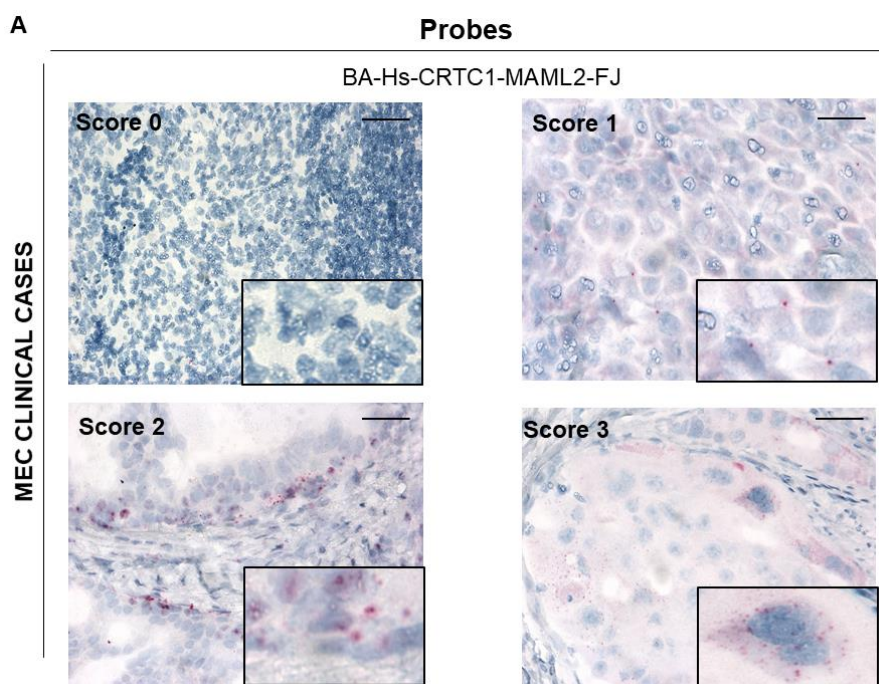 A
Probes
BA-Hs-CRTC1-MAML2-FJ
MEC CLINICAL CASES
Score 0
Score 1
Score 2
Score 3